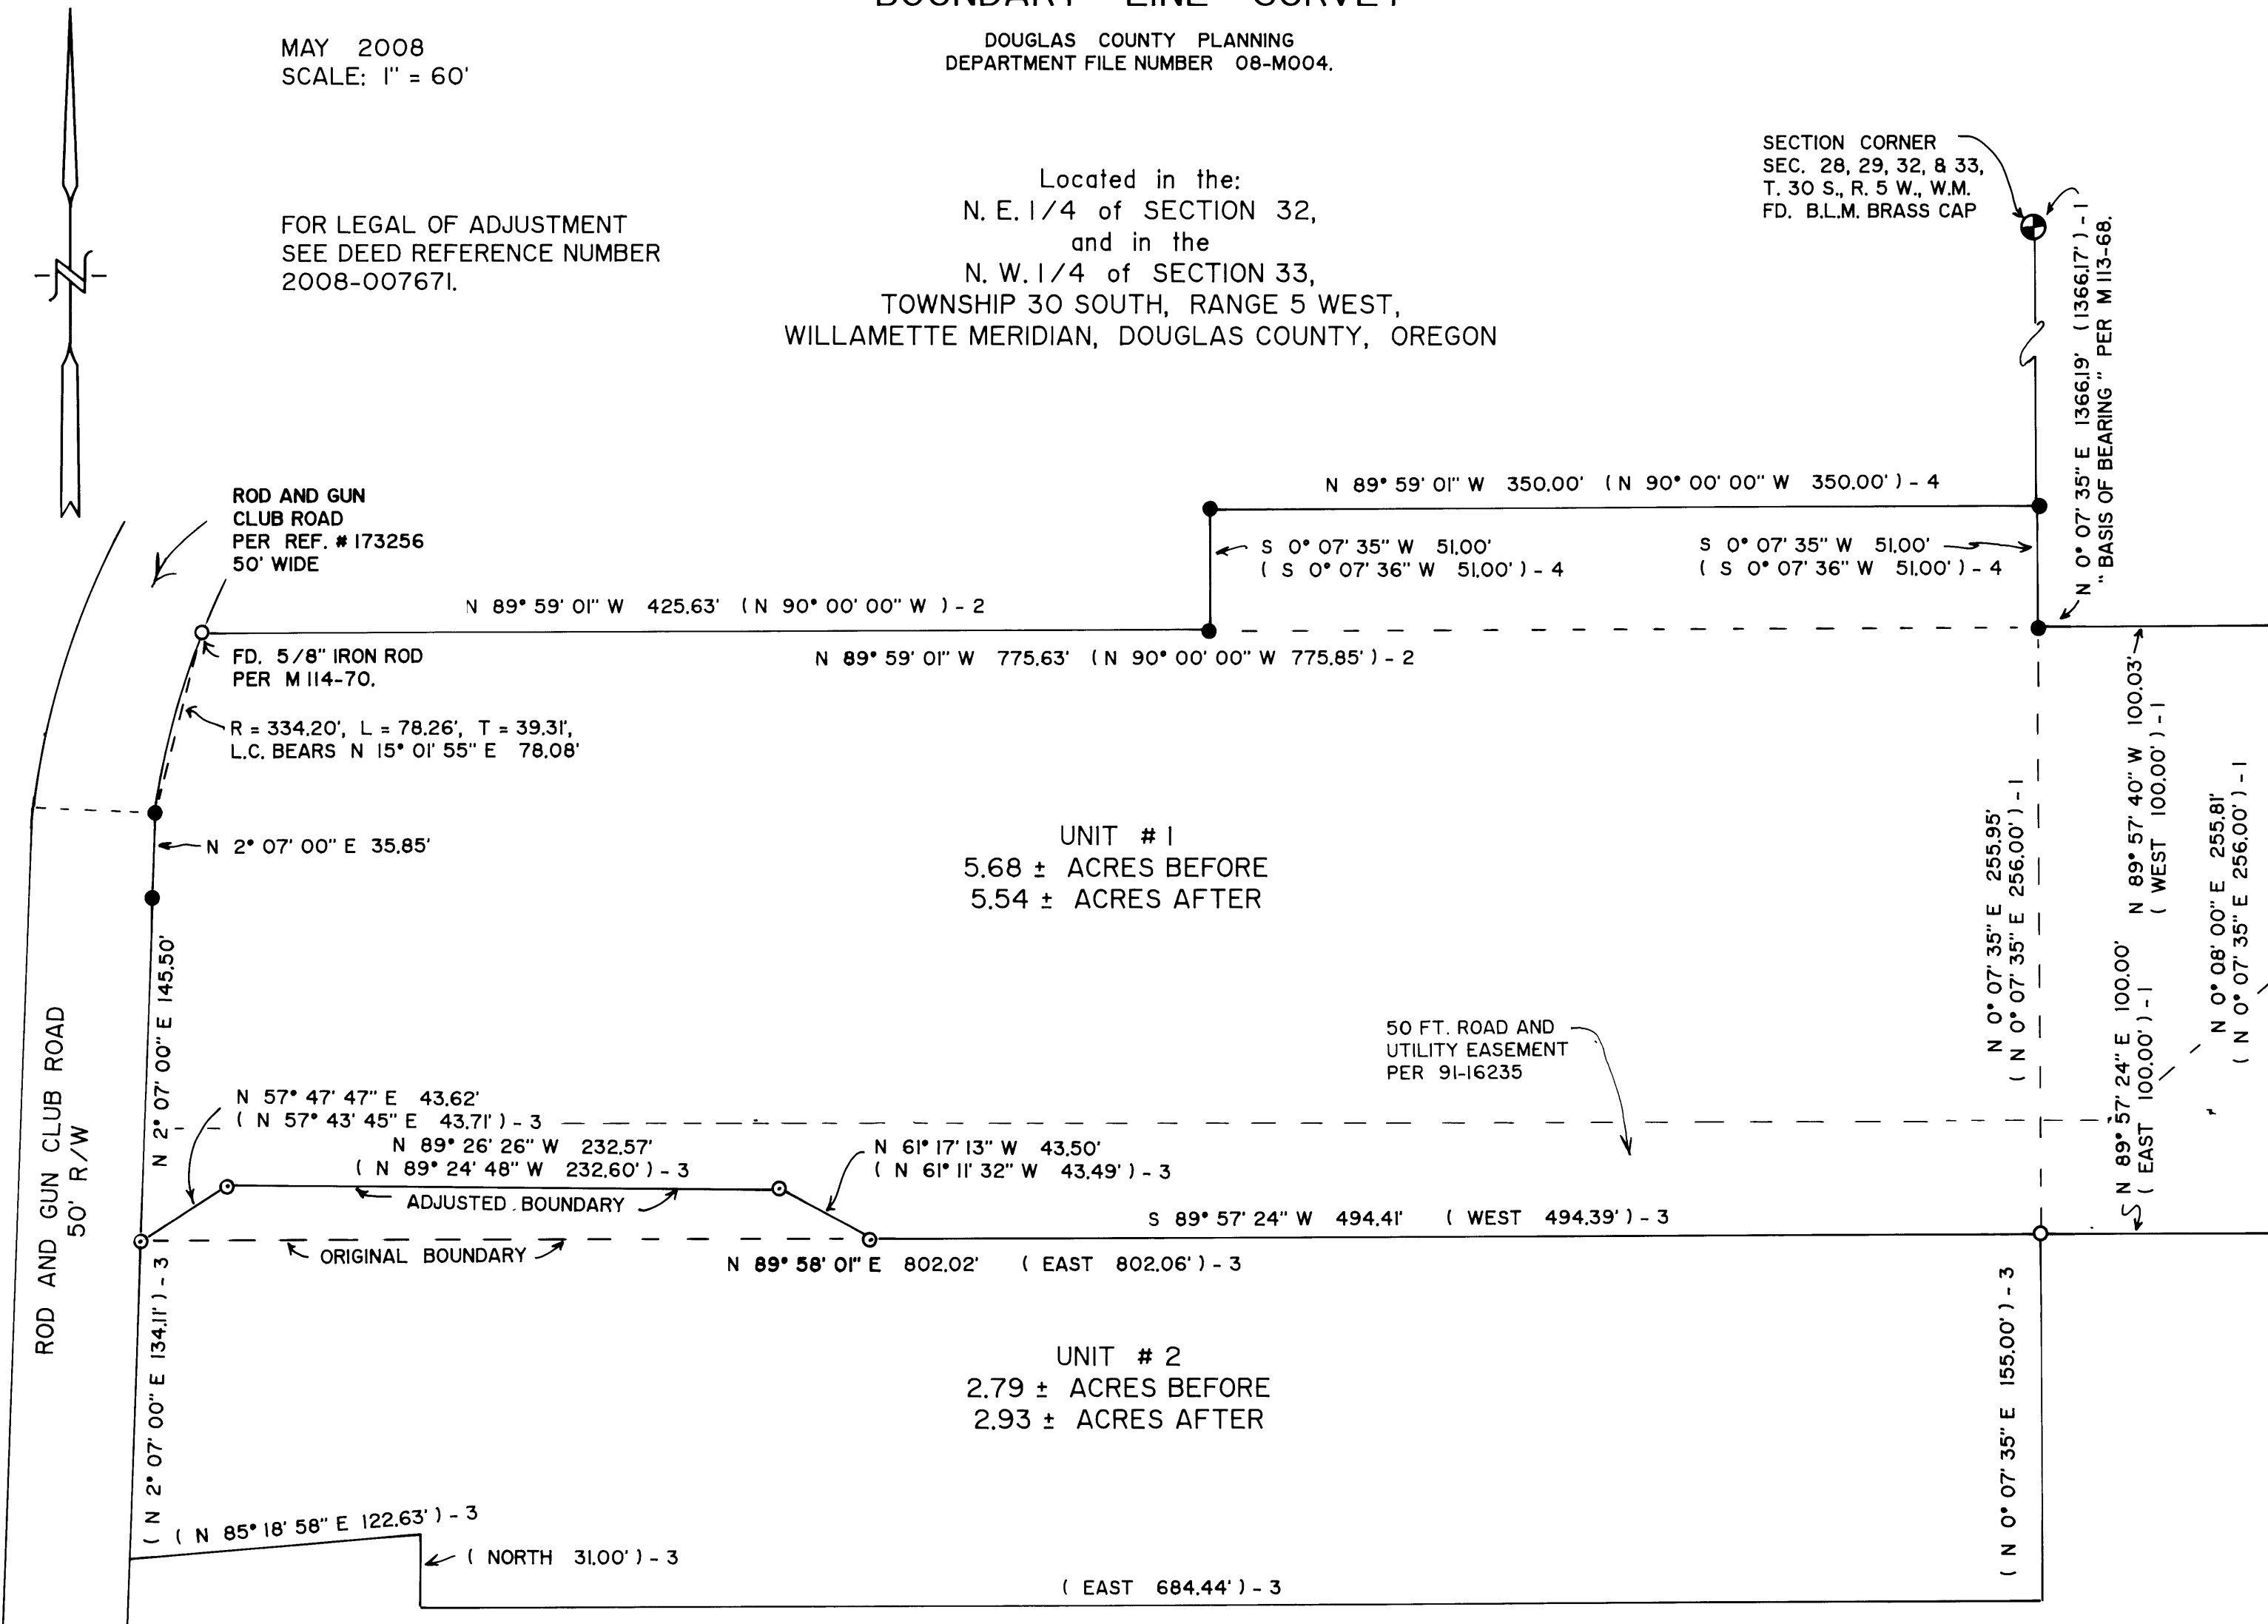 BOUNDARY LINE SURVEY
DOUGLAS COUNTY PLANNING
DEPARTMENT FILE NUMBER 08-M004.
MAY 2008
SCALE: 1" = 60'
FOR LEGAL OF ADJUSTMENT
SEE DEED REFERENCE NUMBER
2008-007671.
Located in the:
N. E. 1/4 of SECTION 32,
and in the
N. W. 1/4 of SECTION 33,
TOWNSHIP 30 SOUTH, RANGE 5 WEST,
WILLAMETTE MERIDIAN, DOUGLAS COUNTY, OREGON
SECTION CORNER
SEC. 28, 29, 32, & 33,
T. 30 S., R. 5 W., W.M.
FD. B.L.M. BRASS CAP
N 0° 07' 35" E 1366.19' (1366.17') - 1
"BASIS OF BEARING" PER M 113-68.
N
ROD AND GUN
CLUB ROAD
PER REF. # 173256
50' WIDE
N 89° 59' 01" W 350.00' ( N 90° 00' 00" W 350.00' ) - 4
S 0° 07' 35" W 51.00'
( S 0° 07' 36" W 51.00' ) - 4
S 0° 07' 35" W 51.00'
( S 0° 07' 36" W 51.00' ) - 4
N 89° 59' 01" W 425.63' ( N 90° 00' 00" W ) - 2
N 89° 59' 01" W 775.63' ( N 90° 00' 00" W 775.85' ) - 2
FD. 5/8" IRON ROD
PER M 114-70.
R = 334.20', L = 78.26', T = 39.31',
L.C. BEARS N 15° 01' 55" E 78.08'
N 2° 07' 00" E 35.85'
UNIT # 1
5.68 ± ACRES BEFORE
5.54 ± ACRES AFTER
N 0° 07' 35" E 255.95'
( N 0° 07' 35" E 256.00' ) - 1
N 89° 57' 40" W 100.03'
( WEST 100.00' ) - 1
N 0° 08' 00" E 255.81'
( N 0° 07' 35" E 256.00' ) - 1
N 89° 57' 24" E 100.00'
( EAST 100.00' ) - 1
N 2° 07' 00" E 145.50'
ROD AND GUN CLUB ROAD
50' R/W
50 FT. ROAD AND
UTILITY EASEMENT
PER 91-16235
N 57° 47' 47" E 43.62'
( N 57° 43' 45" E 43.71' ) - 3
N 89° 26' 26" W 232.57'
( N 89° 24' 48" W 232.60' ) - 3
N 61° 17' 13" W 43.50'
( N 61° 11' 32" W 43.49' ) - 3
ADJUSTED BOUNDARY
S 89° 57' 24" W 494.41' ( WEST 494.39' ) - 3
ORIGINAL BOUNDARY
N 89° 58' 01" E 802.02' ( EAST 802.06' ) - 3
UNIT # 2
2.79 ± ACRES BEFORE
2.93 ± ACRES AFTER
( N 2° 07' 00" E 134.11' ) - 3
( N 0° 07' 35" E 155.00' ) - 3
( N 85° 18' 58" E 122.63' ) - 3
( NORTH 31.00' ) - 3
( EAST 684.44' ) - 3